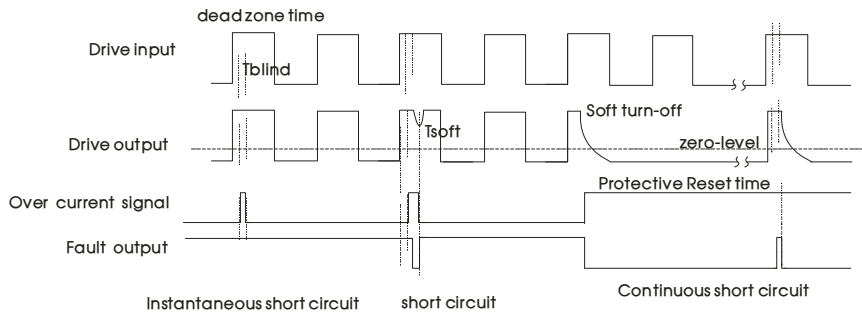 dead zone time
Drive input
Tblind
Soft turn-off
Tsoft
Drive output
zero-level
Protective Reset time
Over current signal
Fault output
Instantaneous short circuit
short circuit
Continuous short circuit